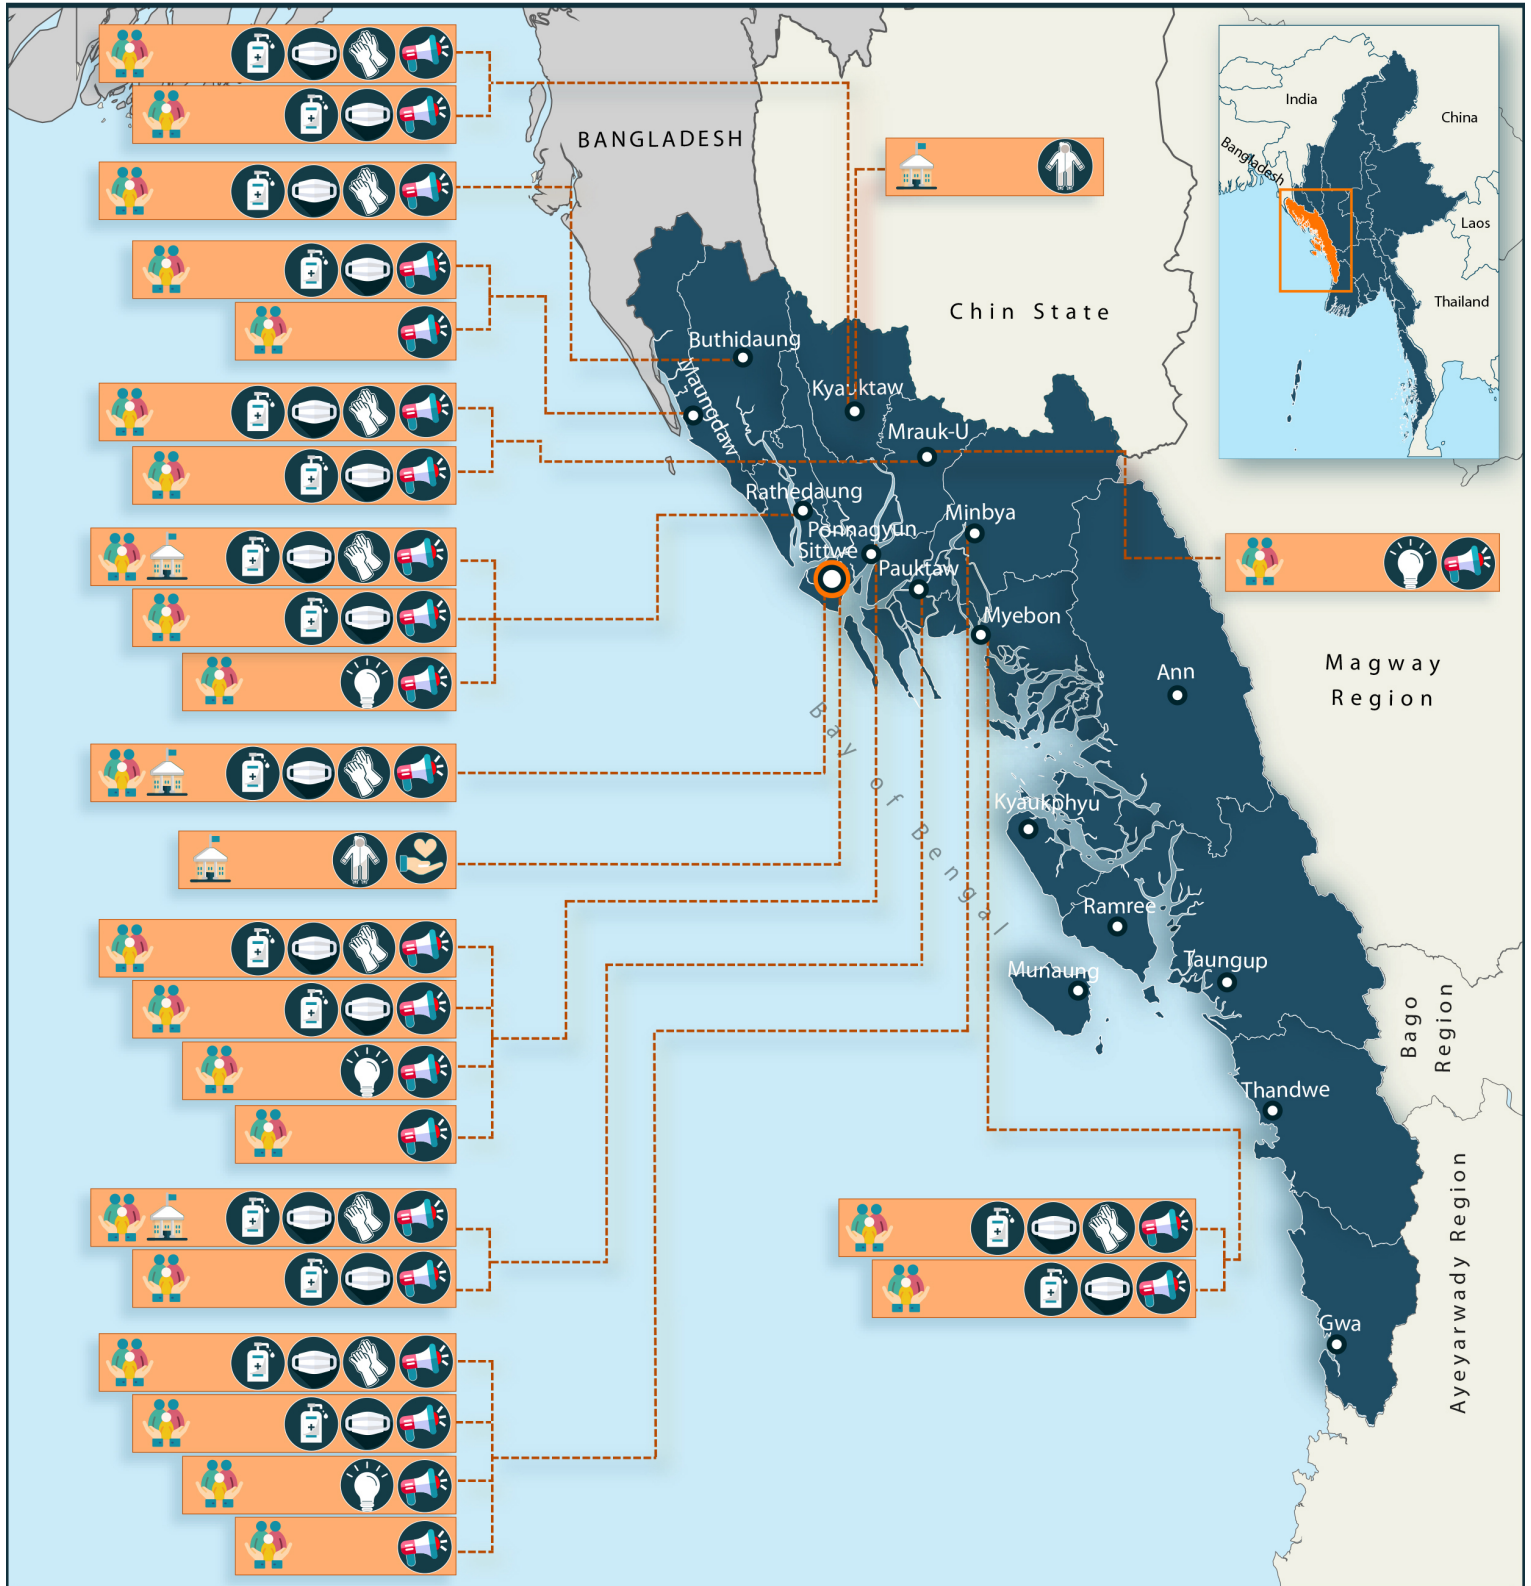 BANGLADESH
India
China
Bangladesh
Laos
Thailand
Chin State
Buthidaung
Maungdaw
Kyauktaw
Mrauk-U
Rathedaung
Ponnagyun
Minbya
Sittwe
Pauktaw
Myebon
Magway
Region
Ann
Bay of Bengal
Kyaukphyu
Ramree
Munaung
Taungup
Bago
Region
Thandwe
Ayeyarwady Region
Gwa